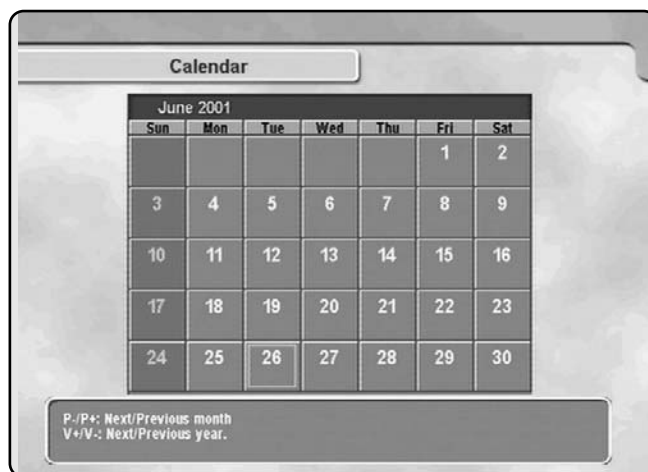 Calendar
June 2001
Sun Mon Tue Wed Thu Fri Sat
1 2
3 4 5 6 7 8 9
10 11 12 13 14 15 16
17 18 19 20 21 22 23
24 25 26 27 28 29 30
P-/P+: Next/Previous month
V+/V-: Next/Previous year.